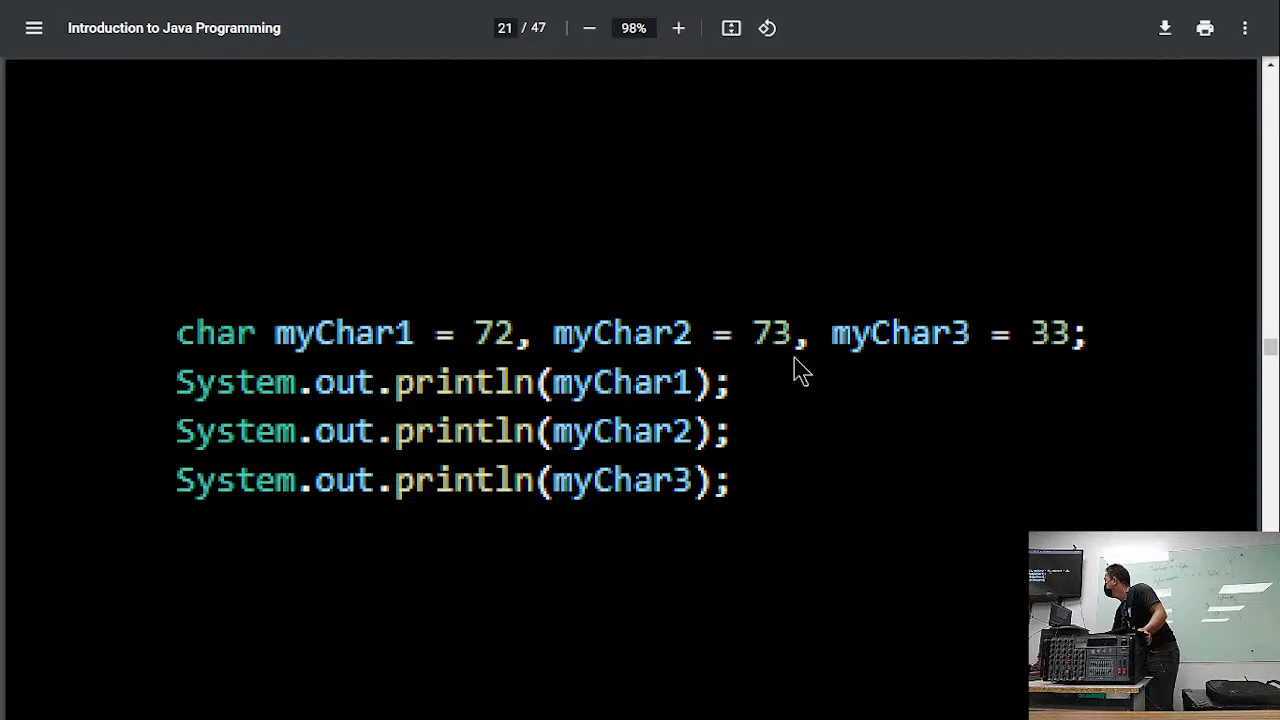 Introduction to Java Programming
21 / 47
98%
char myChar1 = 72, myChar2 = 73, myChar3 = 33;
System.out.println(myChar1);
System.out.println(myChar2);
System.out.println(myChar3);